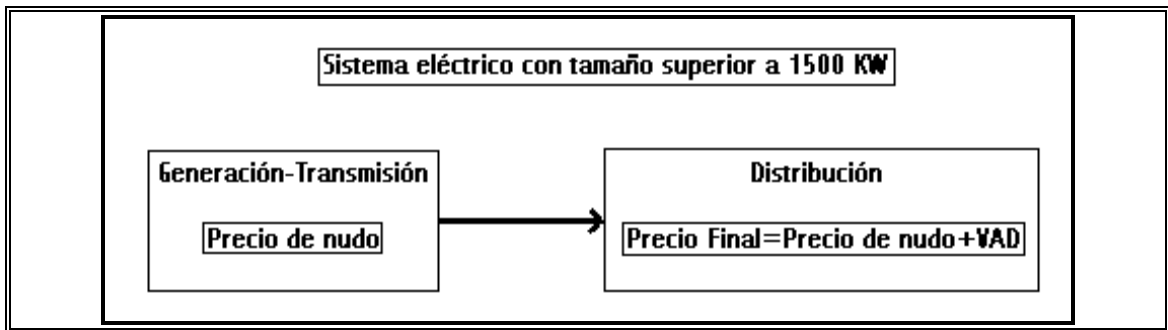 Sistema eléctrico con tamaño superior a 1500 KW
Generación-Transmisión
Precio de nudo
Distribución
Precio Final=Precio de nudo+VAD